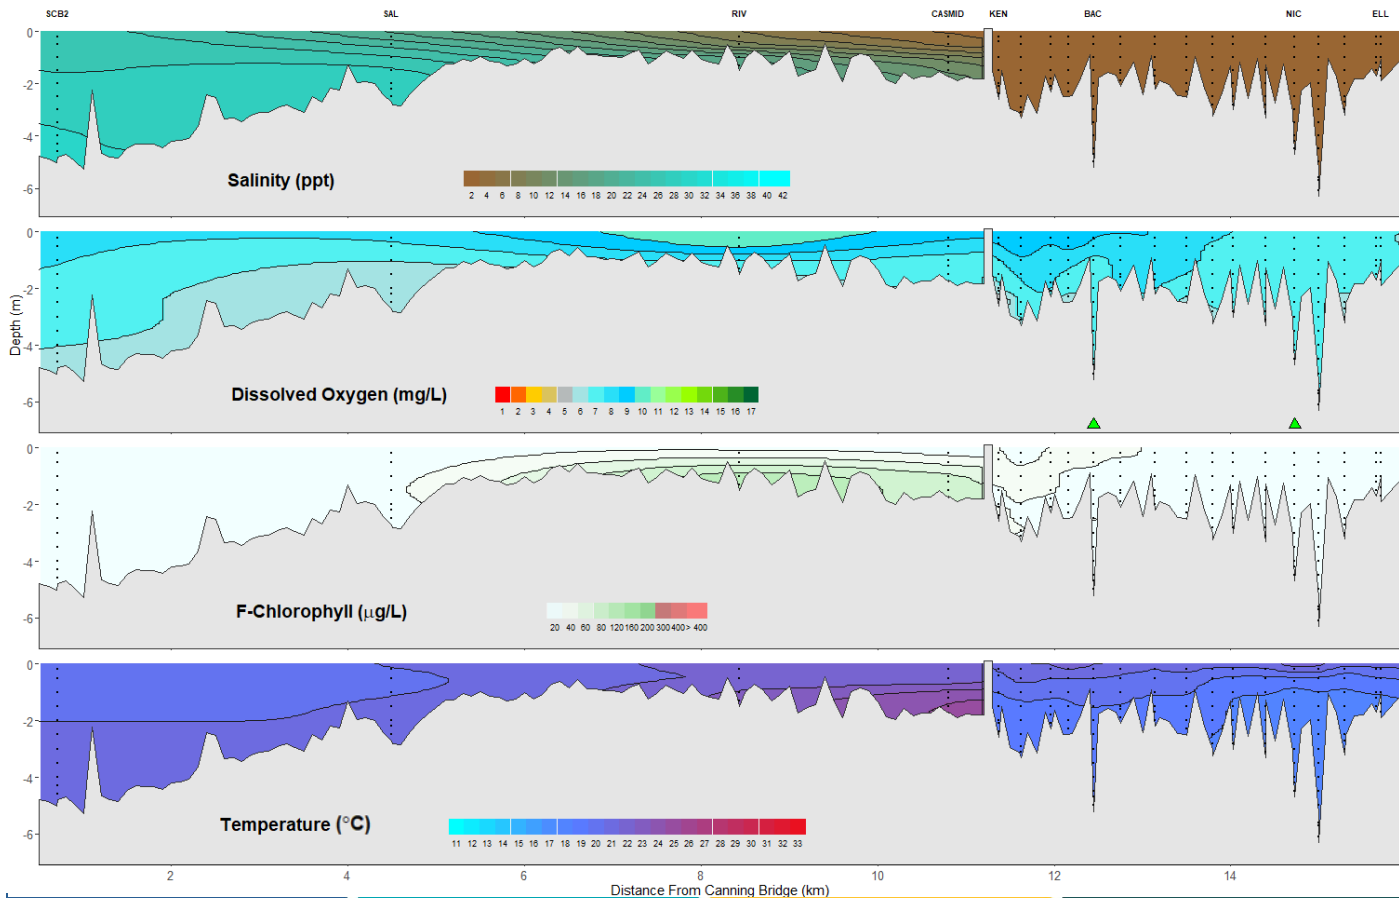 SCB2 SAL RIV CASMID KEN BAC NIC ELL
0
-2
-4
-6
Salinity (ppt)
2 4 6 8 10 12 14 16 18 20 22 24 26 28 30 32 34 36 38 40 42
0
-2
-4
-6
Dissolved Oxygen (mg/L)
1 2 3 4 5 6 7 8 9 10 11 12 13 14 15 16 17
Depth (m)
0
-2
-4
-6
F-Chlorophyll (μg/L)
20 40 60 80 120 160 200 300 400 > 400
0
-2
-4
-6
Temperature (°C)
11 12 13 14 15 16 17 18 19 20 21 22 23 24 25 26 27 28 29 30 31 32 33
2 4 6 8 10 12 14
Distance From Canning Bridge (km)